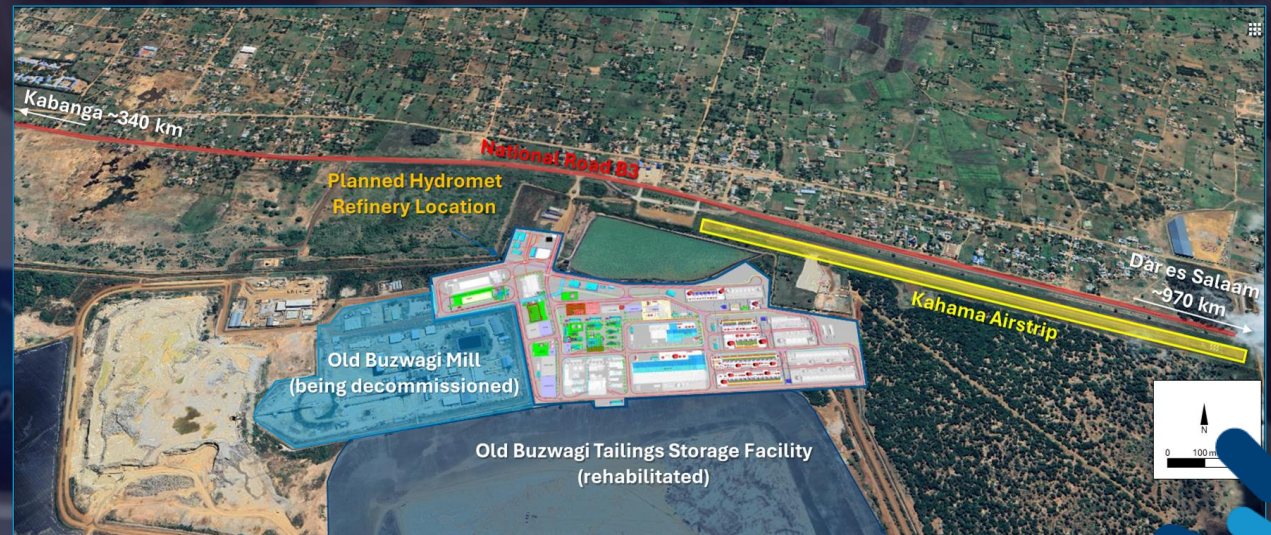 Kabanga ~340 km
National Road B3
Planned Hydromet
Refinery Location
Dar es Salaam
~970 km
Kahama Airstrip
Old Buzwagi Mill
(being decommissioned)
Old Buzwagi Tailings Storage Facility
(rehabilitated)
N
0 100 m